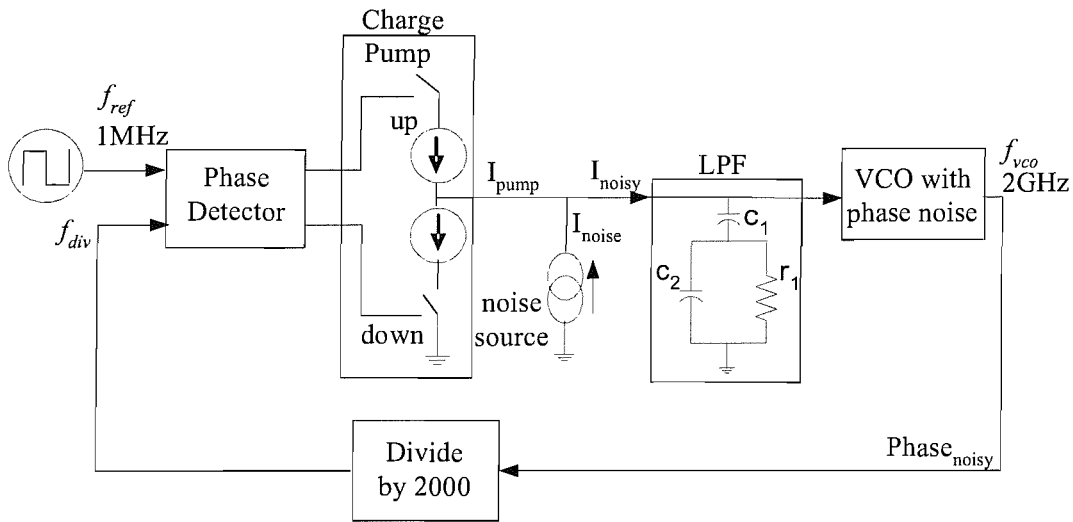 Charge
Pump
f_ref
1MHz
up
Phase
Detector
f_div
I_pump
I_noisy
I_noise
LPF
c_1
c_2
r_1
VCO with
phase noise
f_vco
2GHz
noise
source
down
Divide
by 2000
Phase_noisy